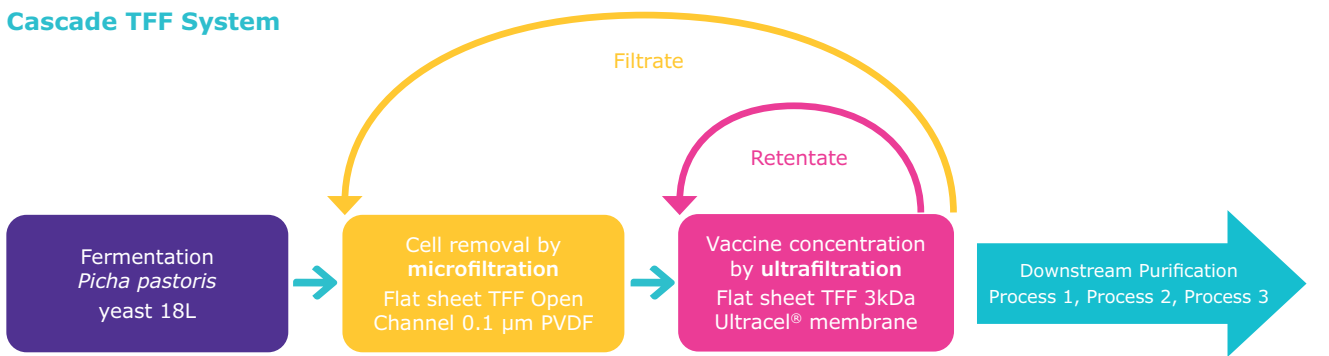 Cascade TFF System
Filtrate
Retentate
Fermentation
Picha pastoris
yeast 18L
Cell removal by
microfiltration
Flat sheet TFF Open
Channel 0.1 µm PVDF
Vaccine concentration
by ultrafiltration
Flat sheet TFF 3kDa
Ultracel® membrane
Downstream Purification
Process 1, Process 2, Process 3